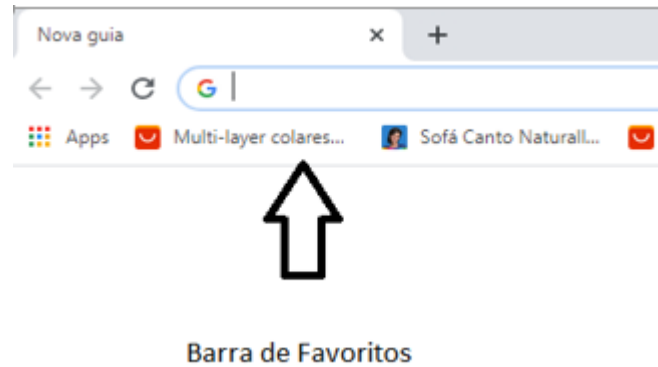 Nova guia
G
Apps Multi-layer colares... Sofá Canto Naturall...
Barra de Favoritos